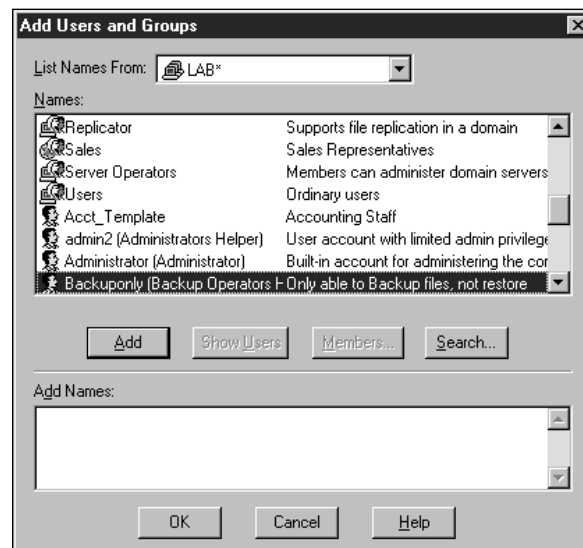 Add Users and Groups
List Names From: LAB*
Names:
Replicator Supports file replication in a domain
Sales Sales Representatives
Server Operators Members can administer domain servers
Users Ordinary users
Acct_Template Accounting Staff
admin2 (Administrators Helper) User account with limited admin privilege
Administrator (Administrator) Built-in account for administering the cor
Backuponly (Backup Operators H Only able to Backup files, not restore
Add Show Users Members... Search...
Add Names:
OK Cancel Help